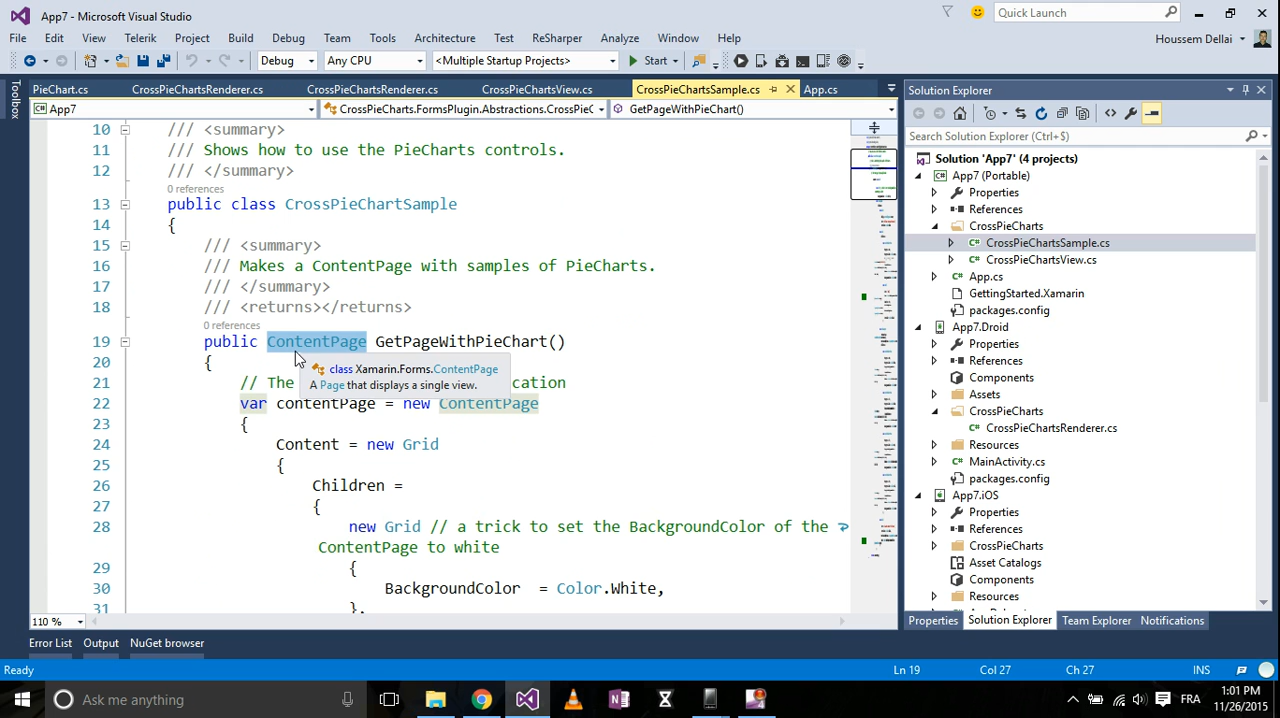 App7 - Microsoft Visual Studio
Quick Launch
File Edit View Telerik Project Build Debug Team Tools Architecture Test ReSharper Analyze Window Help
Houssem Dellai
Debug Any CPU <Multiple Startup Projects> Start
Toolbox
PieChart.cs CrossPieChartsRenderer.cs CrossPieChartRenderer.cs CrossPieChartsView.cs CrossPieChartsSample.cs App.cs
App7 CrossPieCharts.FormsPlugin.Abstractions.CrossPieC GetPageWithPieChart()
10 /// <summary>
11 /// Shows how to use the PieCharts controls.
12 /// </summary>
0 references
13 public class CrossPieChartSample
14 {
15 /// <summary>
16 /// Makes a ContentPage with samples of PieCharts.
17 /// </summary>
18 /// <returns></returns>
0 references
19 public ContentPage GetPageWithPieChart()
20 {
class Xamarin.Forms.ContentPage
A Page that displays a single view.
21 // The ication
22 var contentPage = new ContentPage
23 {
24 Content = new Grid
25 {
26 Children =
27 {
28 new Grid // a trick to set the BackgroundColor of the
ContentPage to white
29 {
30 BackgroundColor = Color.White,
31 },
110 %
Solution Explorer
Search Solution Explorer (Ctrl+$)
Solution 'App7' (4 projects)
App7 (Portable)
Properties
References
CrossPieCharts
CrossPieChartsSample.cs
CrossPieChartsView.cs
App.cs
GettingStarted.Xamarin
packages.config
App7.Droid
Properties
References
Components
Assets
CrossPieCharts
CrossPieChartsRenderer.cs
Resources
MainActivity.cs
packages.config
App7.iOS
Properties
References
CrossPieCharts
Asset Catalogs
Components
Resources
Properties Solution Explorer Team Explorer Notifications
Error List Output NuGet browser
Ready Ln 19 Col 27 Ch 27 INS
Ask me anything
FRA
1:01 PM
11/26/2015